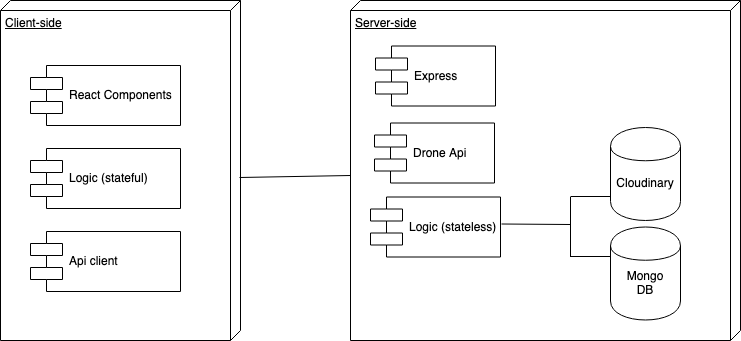 Client-side
React Components
Logic (stateful)
Api client
Server-side
Express
Drone Api
Logic (stateless)
Cloudinary
Mongo
DB